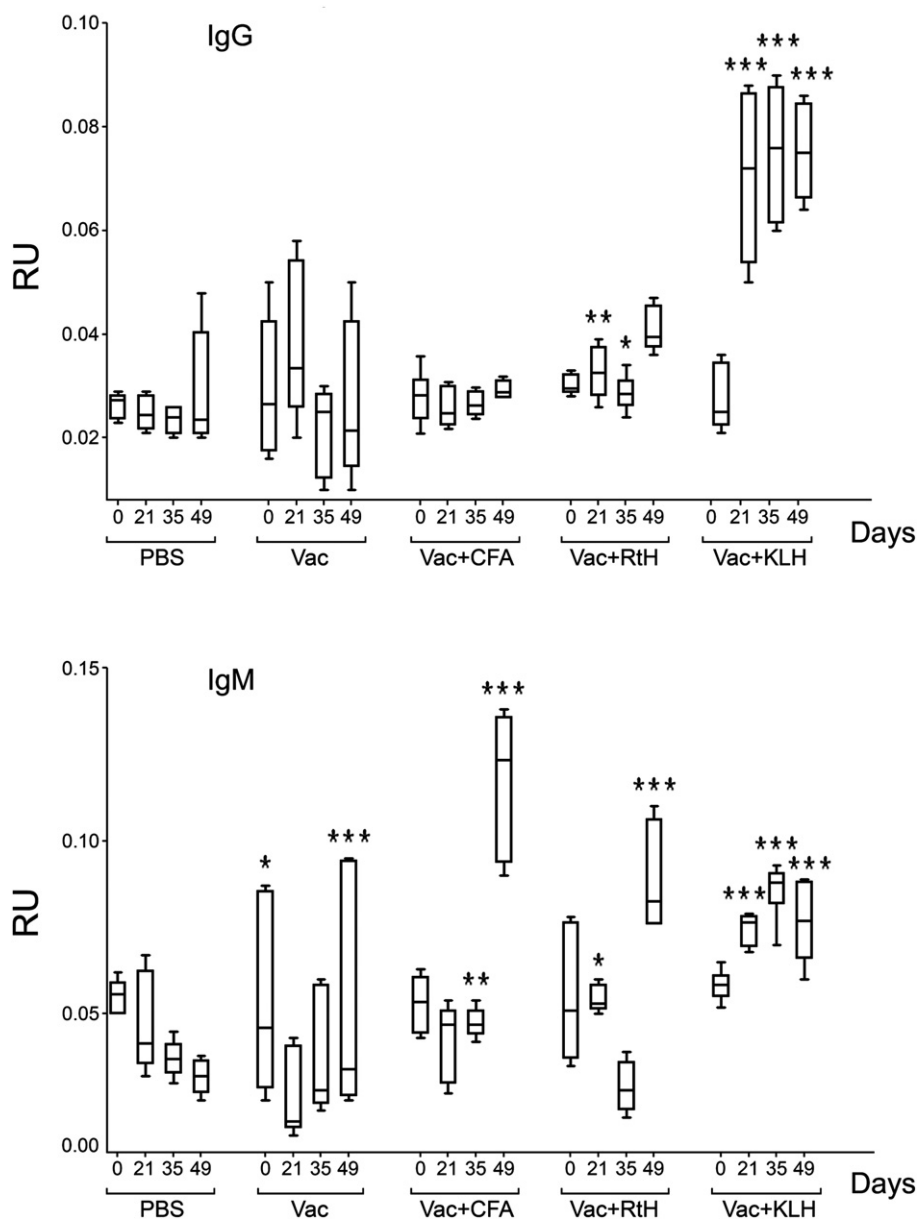 IgG
0.10
* * *
* * *
* * *
0.08
0.06
RU
* *
*
0.04
0.02
0 21 35 49 0 21 35 49 0 21 35 49 0 21 35 49 0 21 35 49
Days
PBS Vac Vac+CFA Vac+RtH Vac+KLH
0.15
IgM
* * *
* * *
0.10
* * *
* * *
*
* * *
* * *
RU
* *
*
0.05
0.00
0 21 35 49 0 21 35 49 0 21 35 49 0 21 35 49 0 21 35 49
Days
PBS Vac Vac+CFA Vac+RtH Vac+KLH